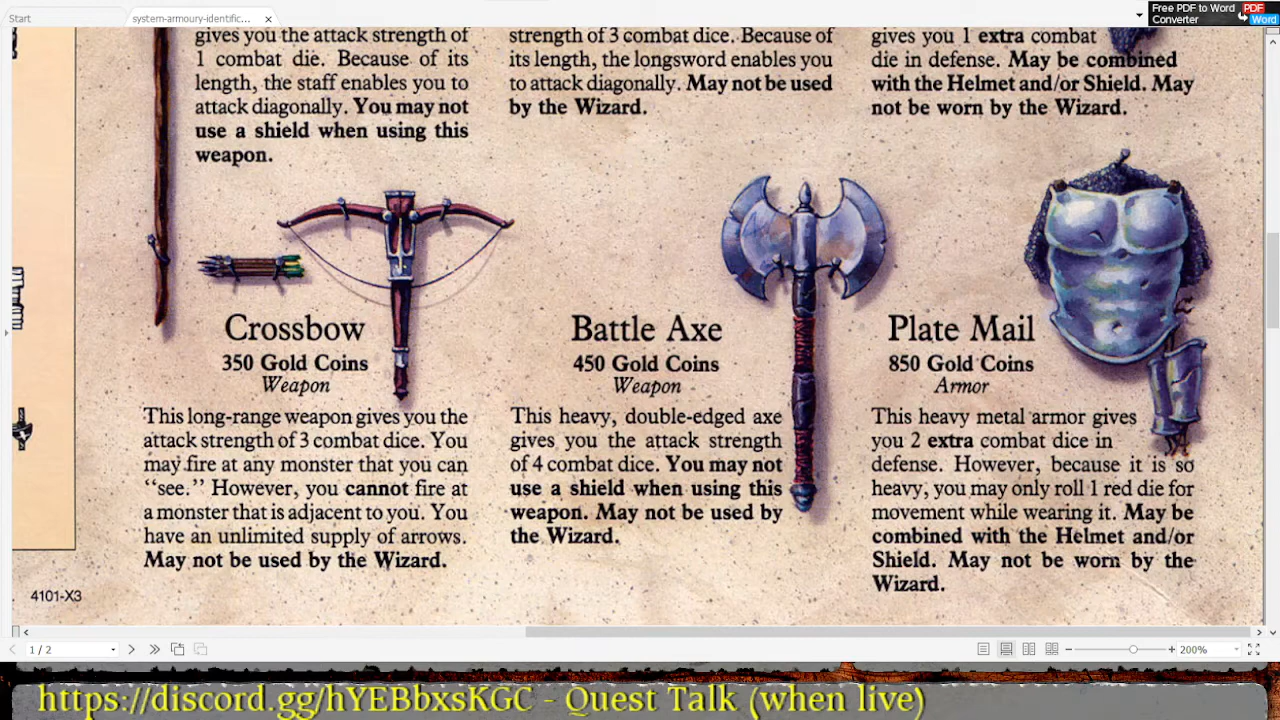 Start
system-armoury-identific...
Free PDF to Word
Converter
PDF
Word
gives you the attack strength of
1 combat die. Because of its
length, the staff enables you to
attack diagonally. You may not
use a shield when using this
weapon.
strength of 3 combat dice. Because of
its length, the longsword enables you
to attack diagonally. May not be used
by the Wizard.
gives you 1 extra combat
die in defense. May be combined
with the Helmet and/or Shield. May
not be worn by the Wizard.
Crossbow
350 Gold Coins
Weapon
This long-range weapon gives you the
attack strength of 3 combat dice. You
may fire at any monster that you can
“see.” However, you cannot fire at
a monster that is adjacent to you. You
have an unlimited supply of arrows.
May not be used by the Wizard.
Battle Axe
450 Gold Coins
Weapon
This heavy, double-edged axe
gives you the attack strength
of 4 combat dice. You may not
use a shield when using this
weapon. May not be used by
the Wizard.
Plate Mail
850 Gold Coins
Armor
This heavy metal armor gives
you 2 extra combat dice in
defense. However, because it is so
heavy, you may only roll 1 red die for
movement while wearing it. May be
combined with the Helmet and/or
Shield. May not be worn by the
Wizard.
4101-X3
1 / 2
200%
https://discord.gg/hYEBbxsKGC - Quest Talk (when live)